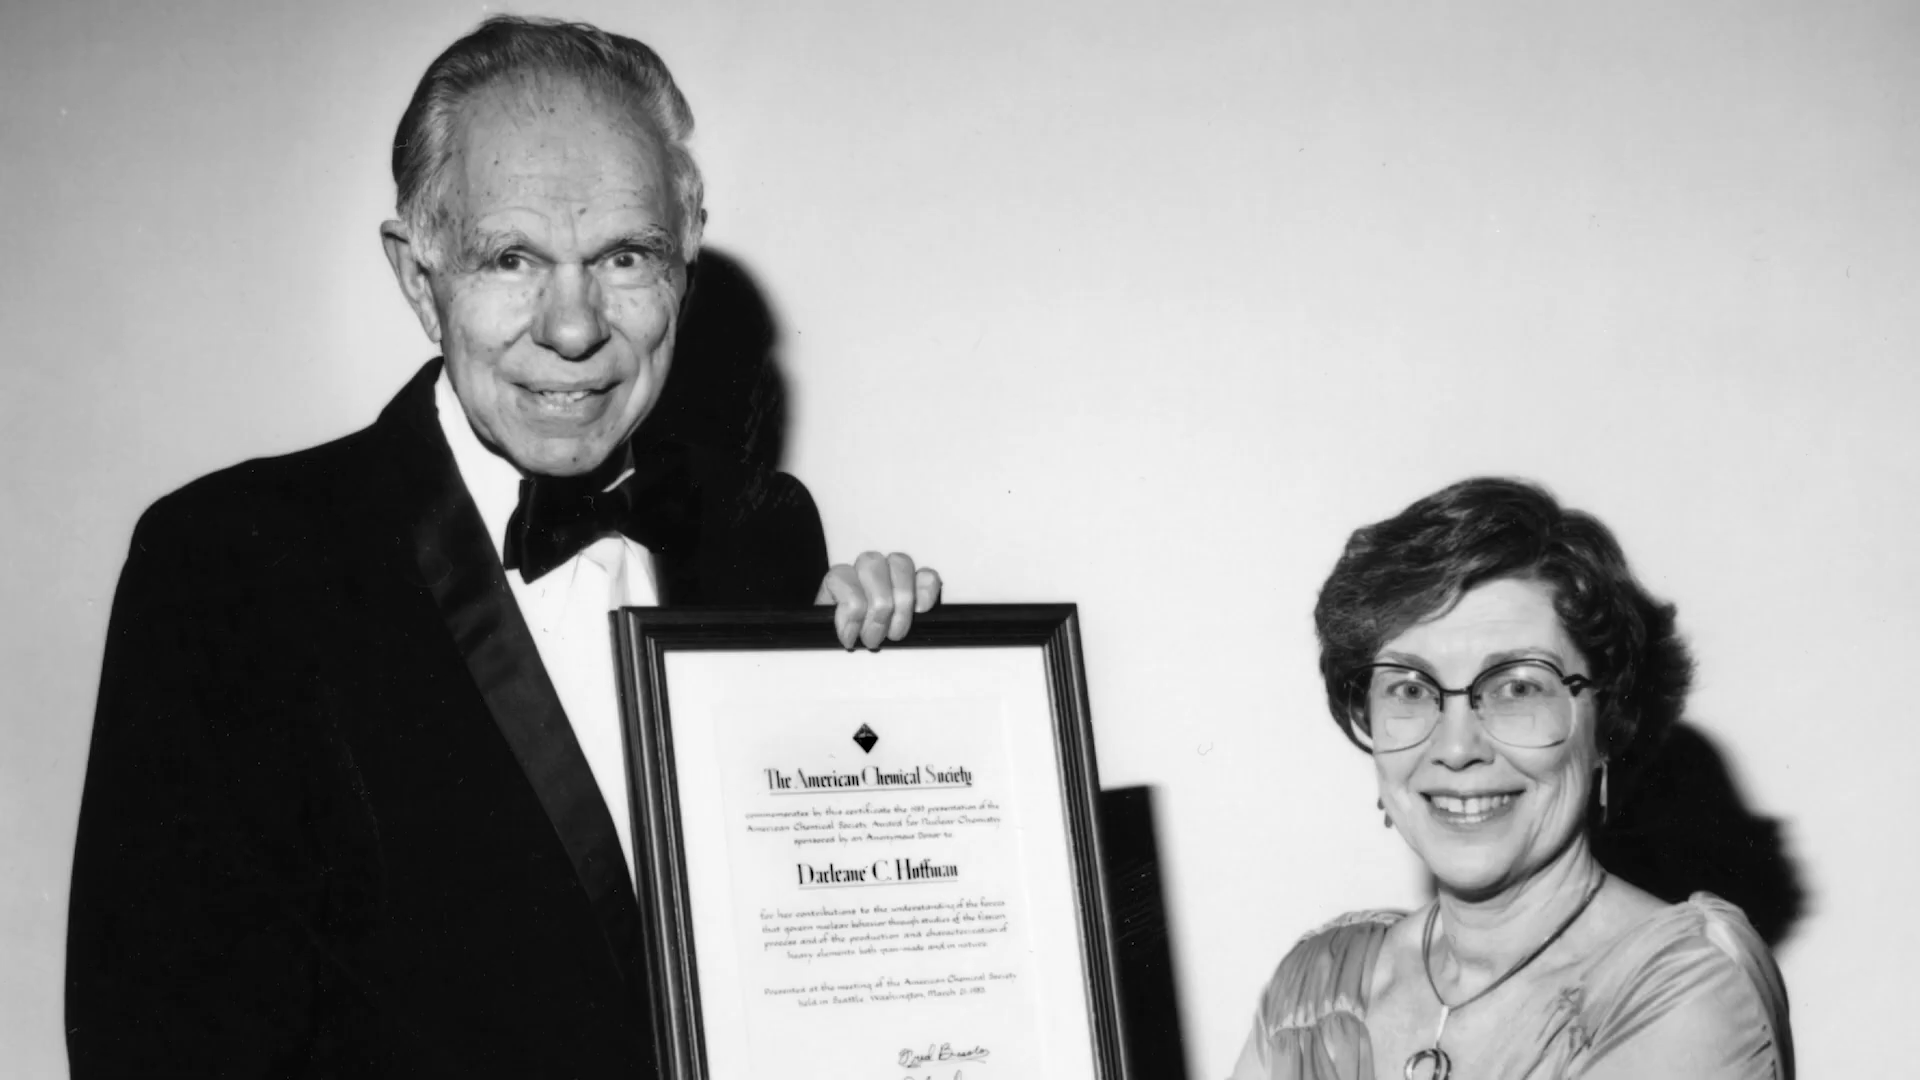 The American Chemical Society
commemorates by this certificate the 1983 presentation of the
American Chemical Society Award for Nuclear Chemistry
sponsored by an Anonymous Donor to
Darleane C. Hoffman
for her contributions to the understanding of the forces
that govern nuclear behavior through studies of the fission
process and of the production and characterization of
heavy elements both man-made and in nature
Presented at the meeting of the American Chemical Society
held in Seattle, Washington, March 21, 1983.
Fred Basolo